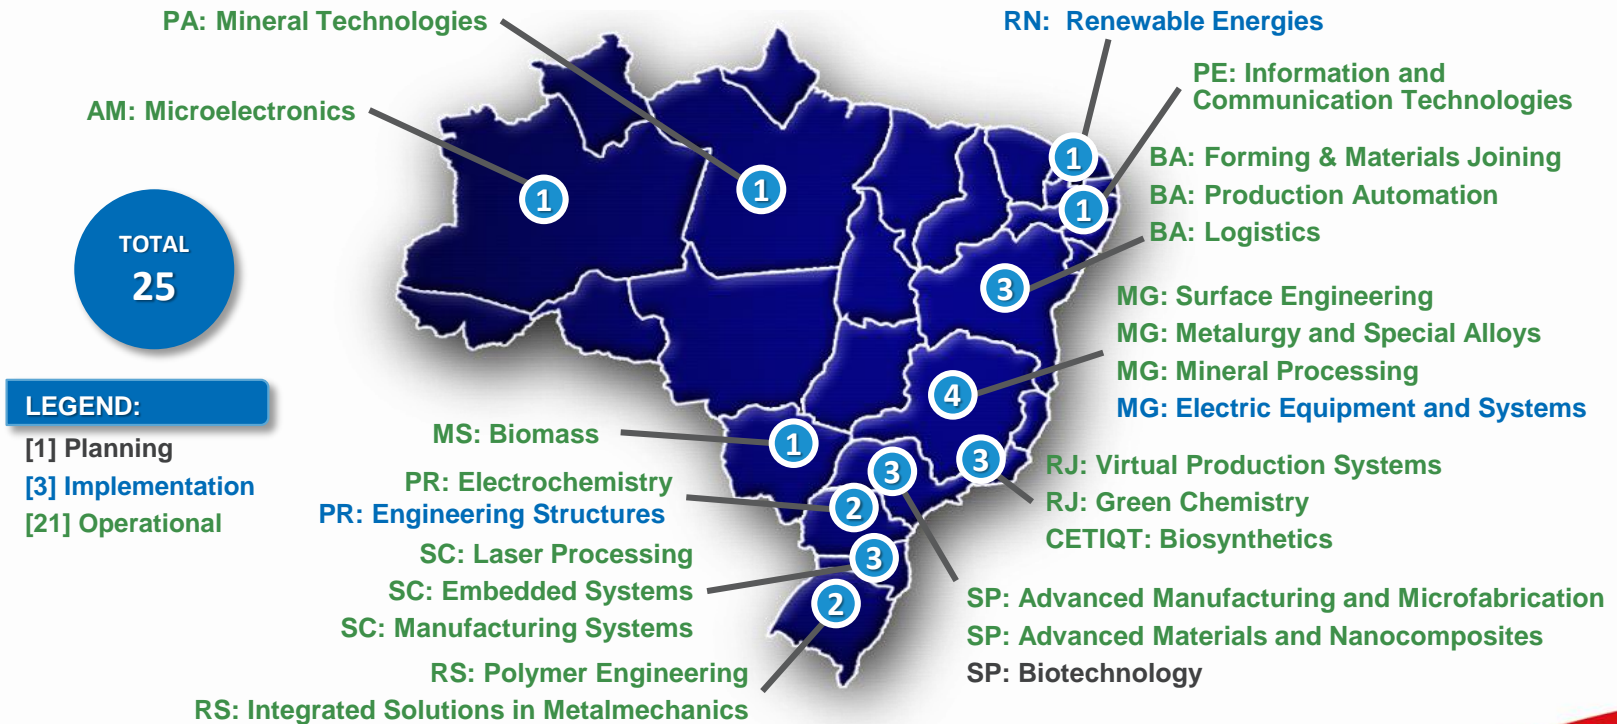 PA: Mineral Technologies
AM: Microelectronics
RN: Renewable Energies
PE: Information and
Communication Technologies
BA: Forming & Materials Joining
BA: Production Automation
BA: Logistics
MG: Surface Engineering
MG: Metalurgy and Special Alloys
MG: Mineral Processing
MG: Electric Equipment and Systems
RJ: Virtual Production Systems
RJ: Green Chemistry
CETIQT: Biosynthetics
SP: Advanced Manufacturing and Microfabrication
SP: Advanced Materials and Nanocomposites
SP: Biotechnology
MS: Biomass
PR: Electrochemistry
PR: Engineering Structures
SC: Laser Processing
SC: Embedded Systems
SC: Manufacturing Systems
RS: Polymer Engineering
RS: Integrated Solutions in Metalmechanics
TOTAL
25
LEGEND:
[1] Planning
[3] Implementation
[21] Operational
1
1
1
1
3
4
1
3
3
2
3
2